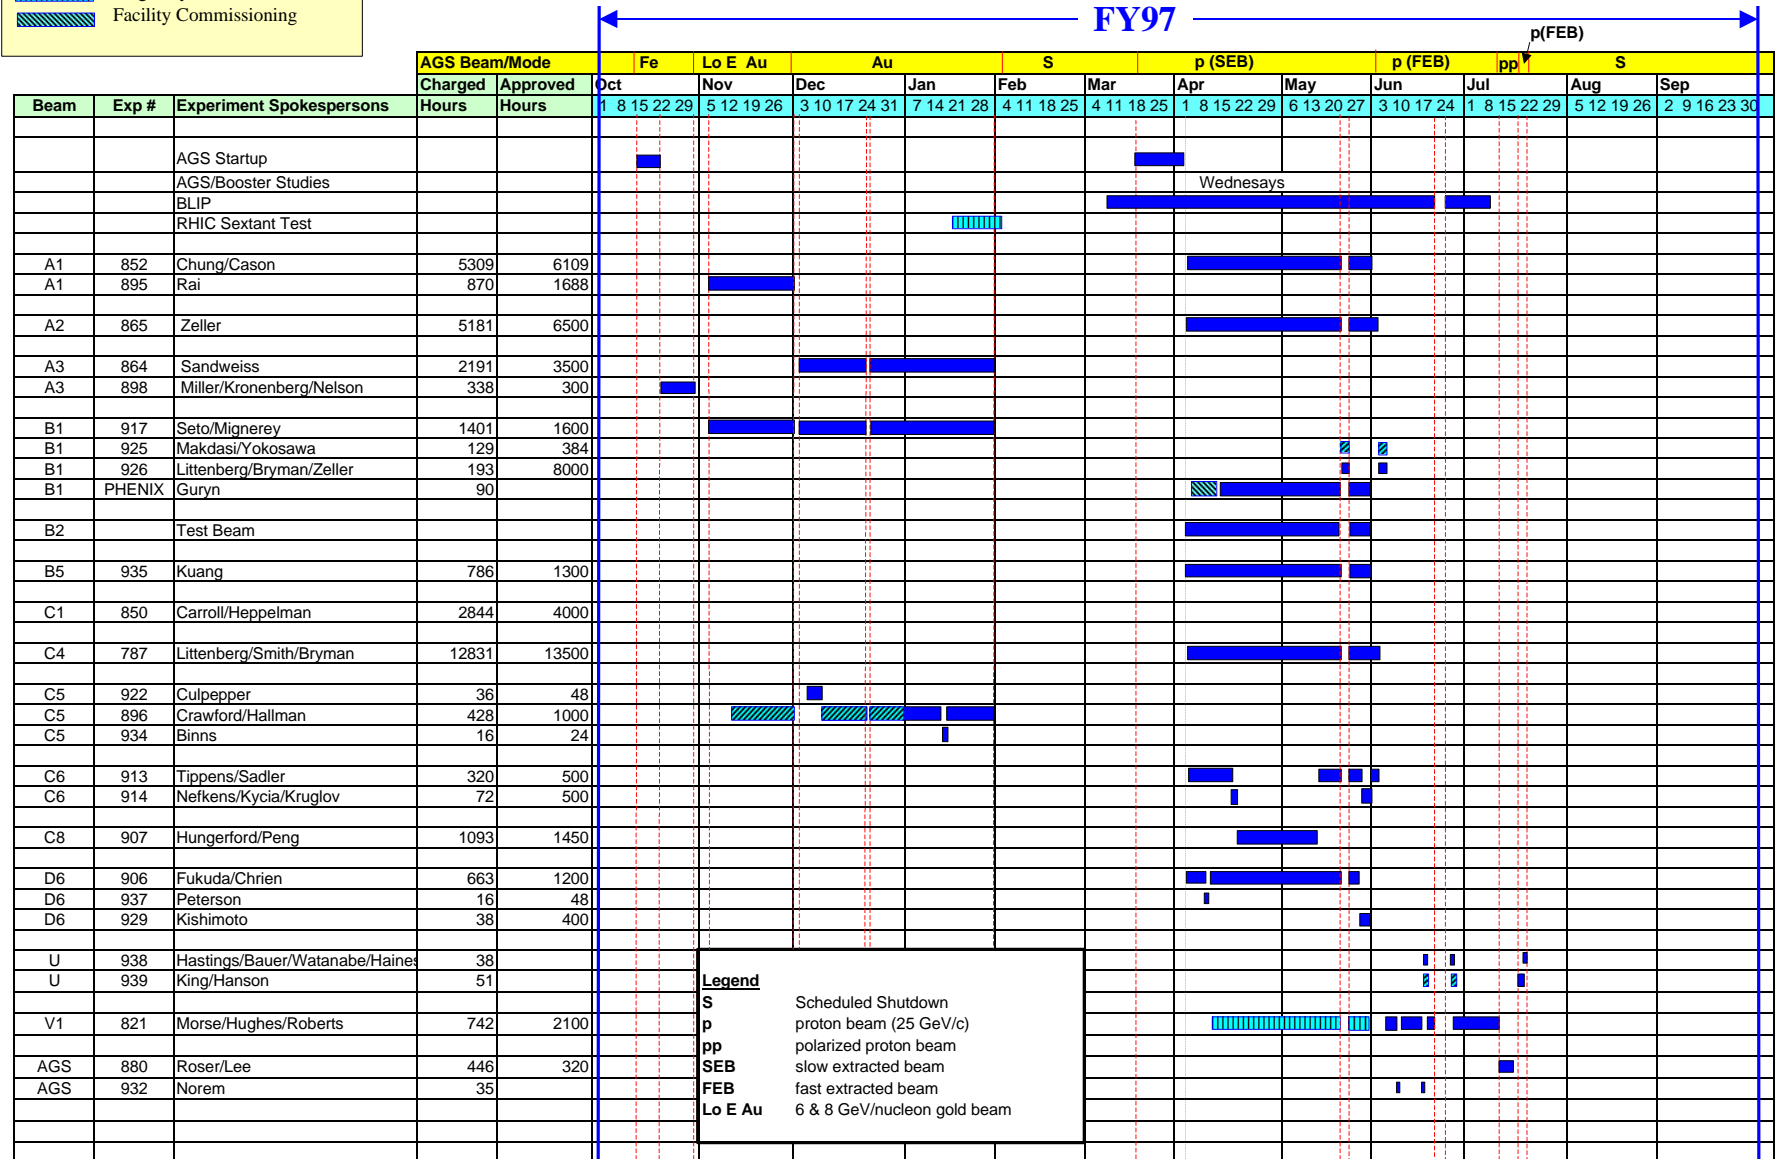 Facility Commissioning
FY97
p(FEB)
AGS Beam/Mode Fe Lo E Au Au S p (SEB) p (FEB) pp S
Charged Approved Oct Nov Dec Jan Feb Mar Apr May Jun Jul Aug Sep
Beam Exp # Experiment Spokespersons Hours Hours 1 8 15 22 29 5 12 19 26 3 10 17 24 31 7 14 21 28 4 11 18 25 4 11 18 25 1 8 15 22 29 6 13 20 27 3 10 17 24 1 8 15 22 29 5 12 19 26 2 9 16 23 30
AGS Startup
AGS/Booster Studies Wednesays
BLIP
RHIC Sextant Test
A1 852 Chung/Cason 5309 6109
A1 895 Rai 870 1688
A2 865 Zeller 5181 6500
A3 864 Sandweiss 2191 3500
A3 898 Miller/Kronenberg/Nelson 338 300
B1 917 Seto/Mignerey 1401 1600
B1 925 Makdasi/Yokosawa 129 384
B1 926 Littenberg/Bryman/Zeller 193 8000
B1 PHENIX Guryn 90
B2 Test Beam
B5 935 Kuang 786 1300
C1 850 Carroll/Heppelman 2844 4000
C4 787 Littenberg/Smith/Bryman 12831 13500
C5 922 Culpepper 36 48
C5 896 Crawford/Hallman 428 1000
C5 934 Binns 16 24
C6 913 Tippens/Sadler 320 500
C6 914 Nefkens/Kycia/Kruglov 72 500
C8 907 Hungerford/Peng 1093 1450
D6 906 Fukuda/Chrien 663 1200
D6 937 Peterson 16 48
D6 929 Kishimoto 38 400
U 938 Hastings/Bauer/Watanabe/Haines 38
U 939 King/Hanson 51
V1 821 Morse/Hughes/Roberts 742 2100
AGS 880 Roser/Lee 446 320
AGS 932 Norem 35
Legend
S Scheduled Shutdown
p proton beam (25 GeV/c)
pp polarized proton beam
SEB slow extracted beam
FEB fast extracted beam
Lo E Au 6 & 8 GeV/nucleon gold beam